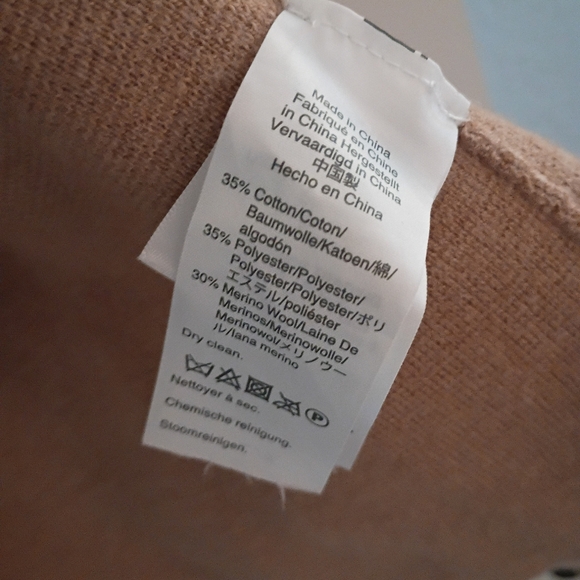 Made in China
Fabriqué en Chine
in China Hergestellt
Vervaardigd in China
中国製
Hecho en China
35% Cotton/Coton/
Baumwolle/Katoen/綿/
algodón
35% Polyester/Polyester/
Polyester/Polyester/ポリ
エステル/poliéster
30% Merino Wool/Laine De
Merinos/Merinowolle/
Merinowol/メリノウー
ル/lana merino
Dry clean.
P
Nettoyer à sec.
Chemische reinigung.
Stoomreinigen.